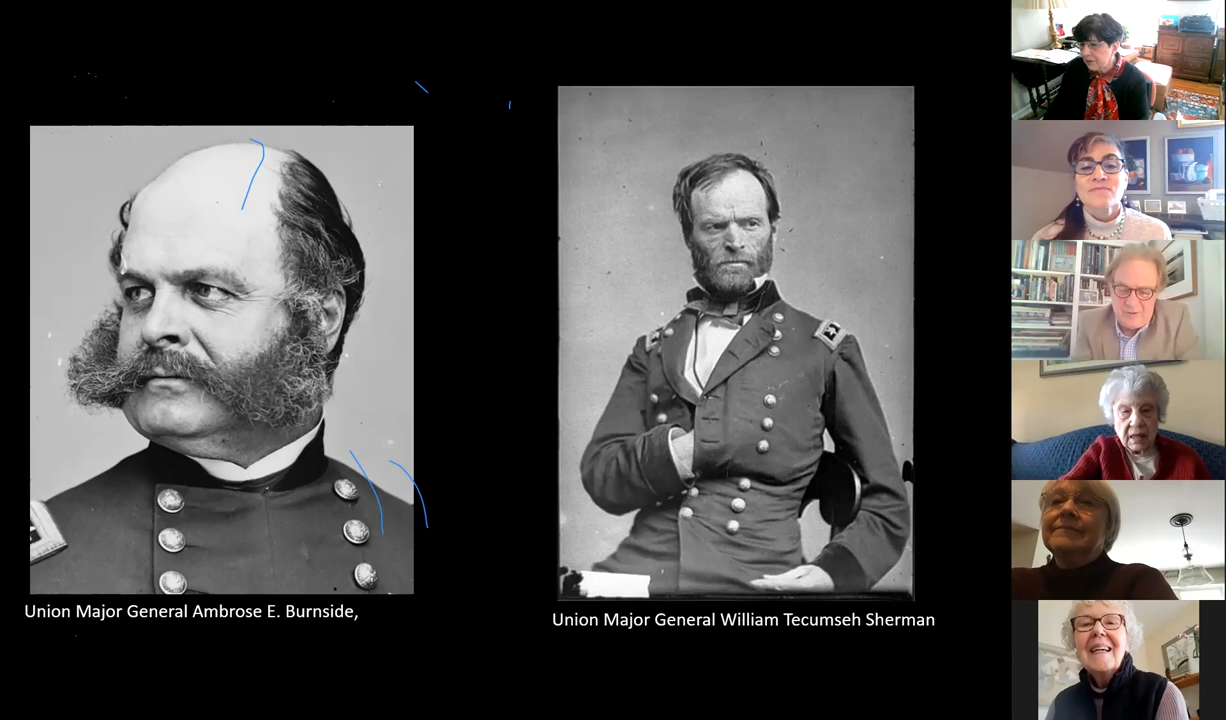 Union Major General Ambrose E. Burnside,
Union Major General William Tecumseh Sherman